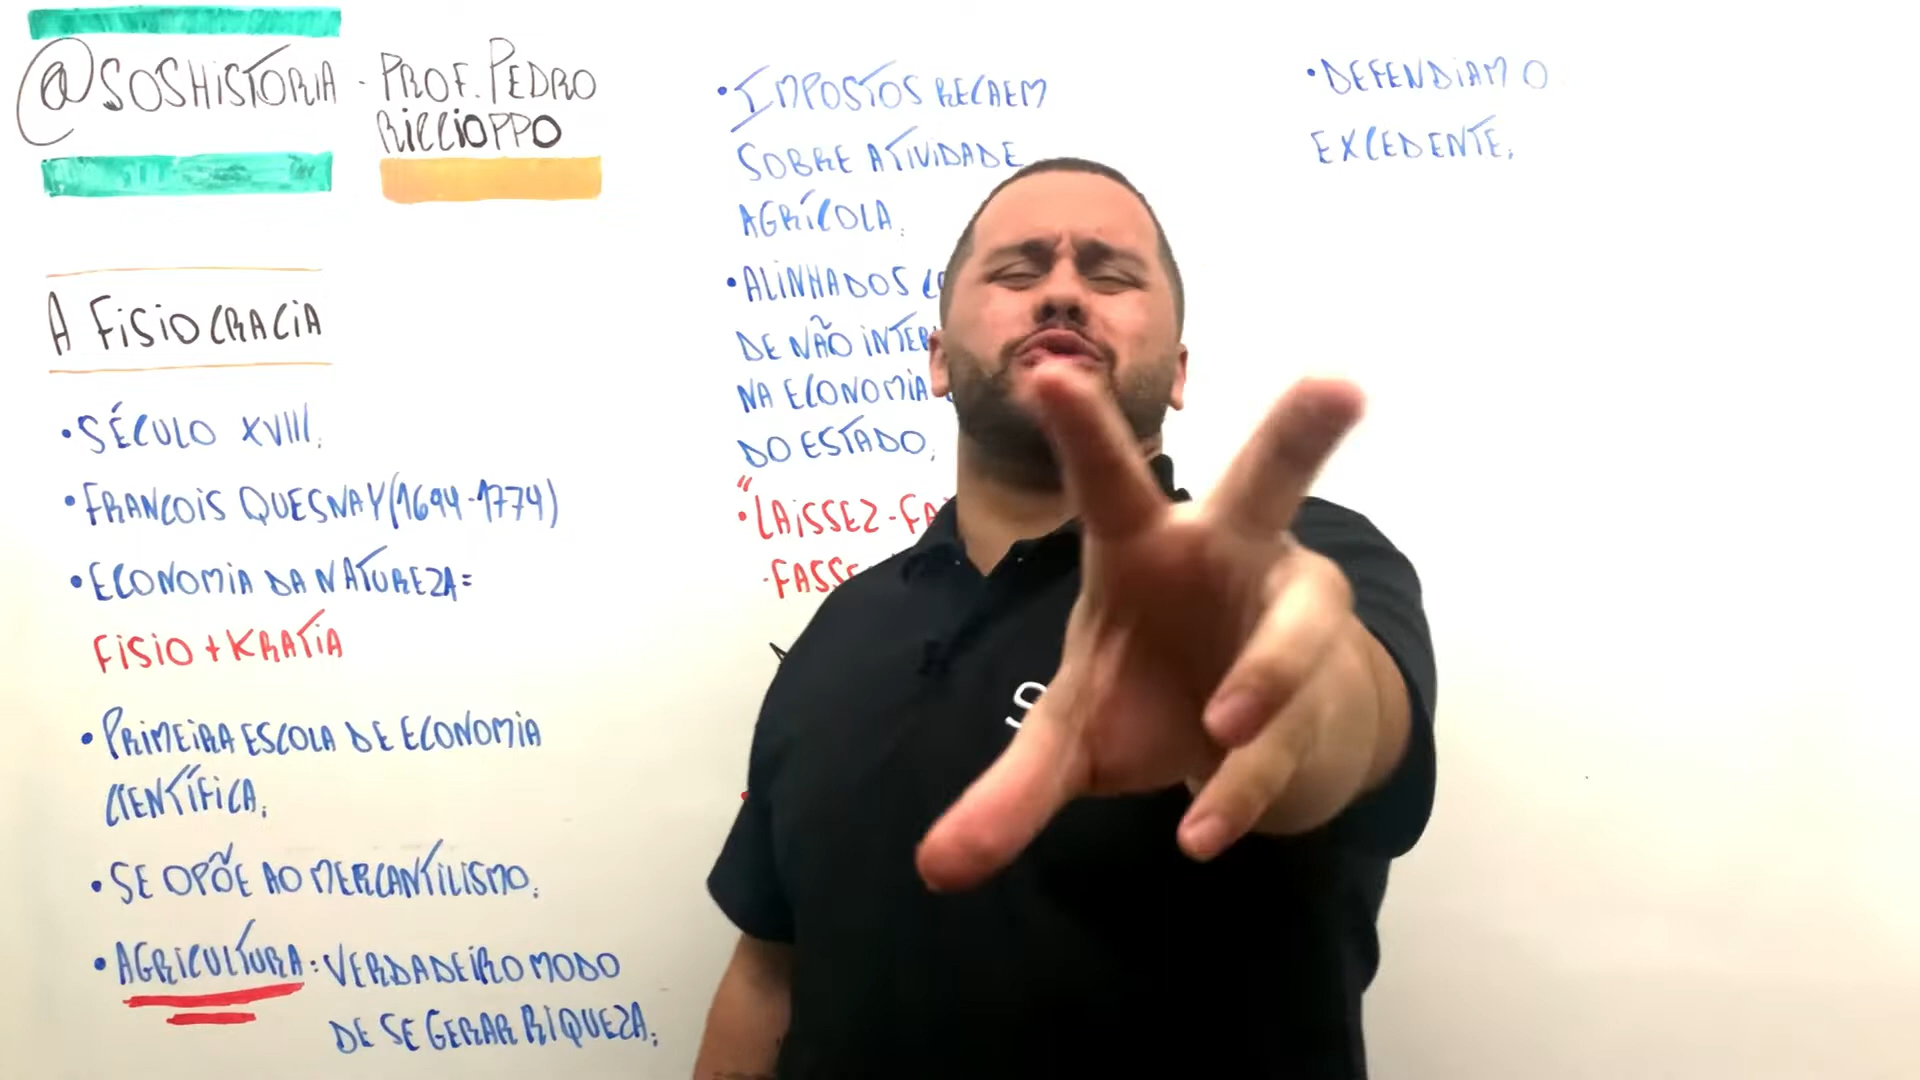 @SOSHISTORIA - PROF. PEDRO
RICCIOPPO
A FISIOCRACIA
• SÉCULO XVIII;
• FRANCOIS QUESNAY (1694-1774)
• ECONOMIA DA NATUREZA =
FISIO + KRATIA
• PRIMEIRA ESCOLA DE ECONOMIA
CIENTÍFICA;
• SE OPÕE AO MERCANTILISMO;
• AGRICULTURA: VERDADEIRO MODO
DE SE GERAR RIQUEZA;
• IMPOSTOS RECAEM
SOBRE ATIVIDADE
AGRÍCOLA;
• ALINHADOS
DE NÃO
NA ECONOMIA
DO ESTADO;
"
• LAISSEZ-
• DEFENDIAM O
EXCEDENTE;